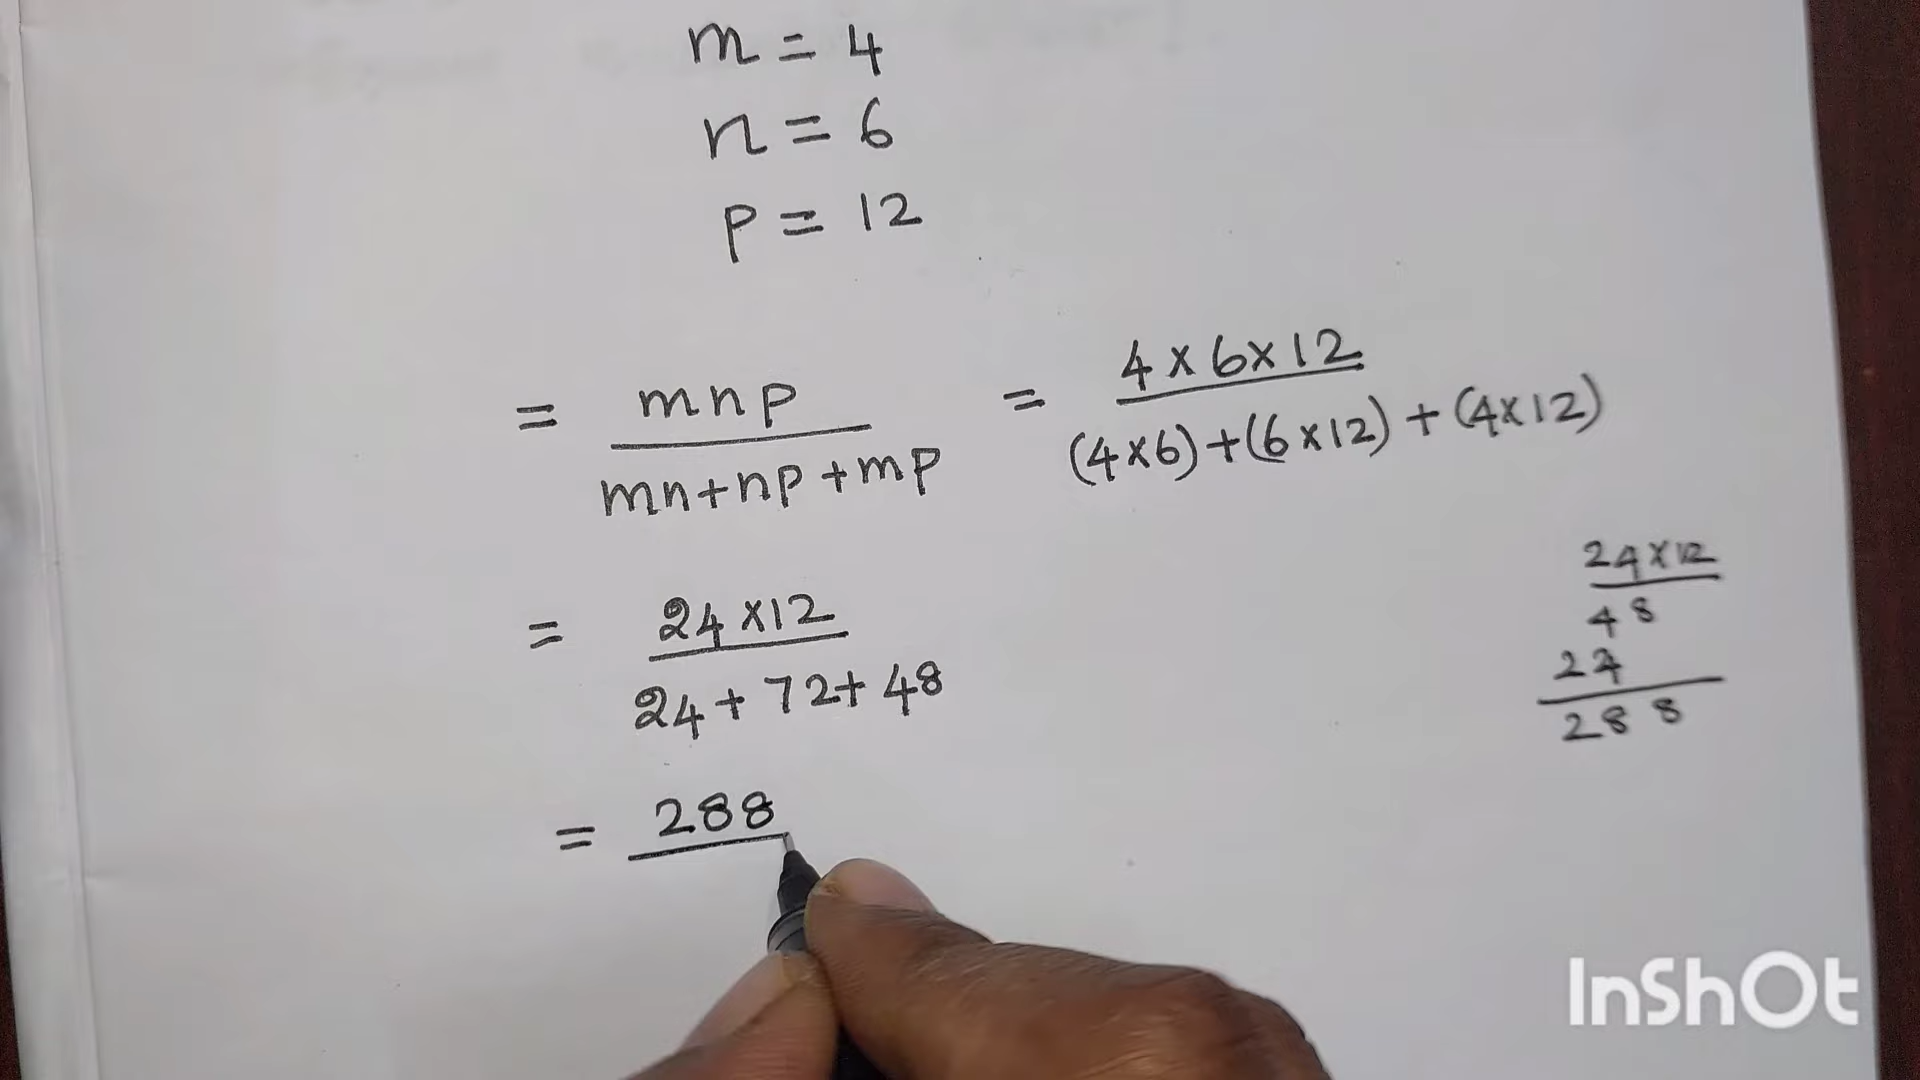 m = 4
n = 6
p = 12
= mnp / mn+np+mp = 4×6×12 / (4×6)+(6×12)+(4×12)
= 24×12 / 24+72+48
= 288
24×12
48
24
288
InShOt